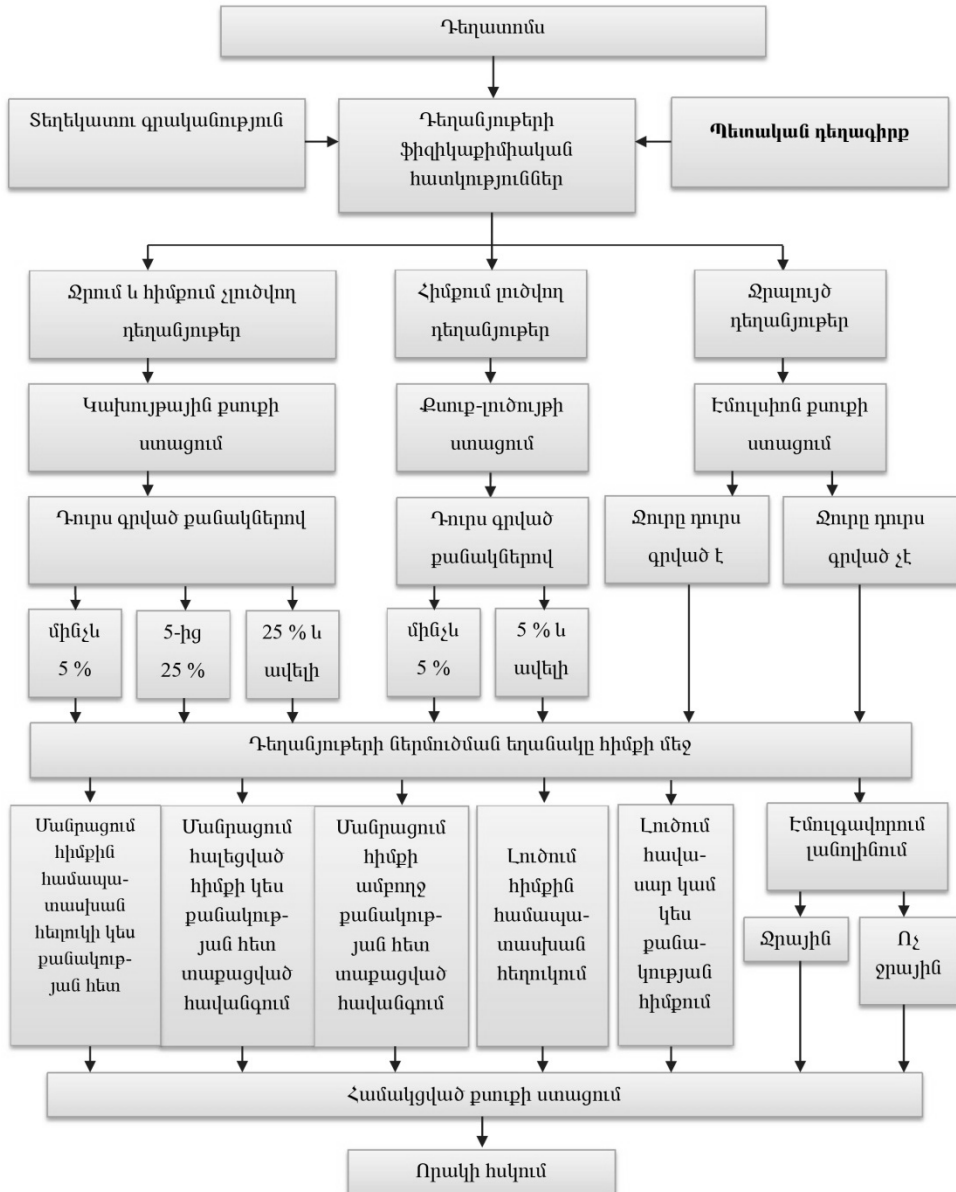 Դեղատոմս
Տեղեկատու գրականություն
Դեղանյութերի
ֆիզիկաքիմիական
հատկություններ
Պետական դեղագիրք
Ջրում և հիմքում չլուծվող
դեղանյութեր
Հիմքում լուծվող
դեղանյութեր
Ջրալույծ
դեղանյութեր
Կախույթային քսուքի
ստացում
Քսուք-լուծույթի
ստացում
Էմուլսիոն քսուքի
ստացում
Դուրս գրված քանակներով
Դուրս գրված
քանակներով
Ջուրը դուրս
գրված է
Ջուրը դուրս
գրված չէ
մինչև
5 %
5-ից
25 %
25 % և
ավելի
մինչև
5 %
5 % և
ավելի
Դեղանյութերի ներմուծման եղանակը հիմքի մեջ
Մանրացում
հիմքին
համապա-
տասխան
հեղուկի կես
քանակութ-
յան հետ
Մանրացում
հալեցված
հիմքի կես
քանակութ-
յան հետ
տաքացված
հավանգում
Մանրացում
հիմքի
ամբողջ
քանակութ-
յան հետ
տաքացված
հավանգում
Լուծում
հիմքին
համապա-
տասխան
հեղուկում
Լուծում
հավա-
սար կամ
կես
քանա-
կության
հիմքում
Էմուլգավորում
լանոլինում
Ջրային
Ոչ
ջրային
Համակցված քսուքի ստացում
Որակի հսկում